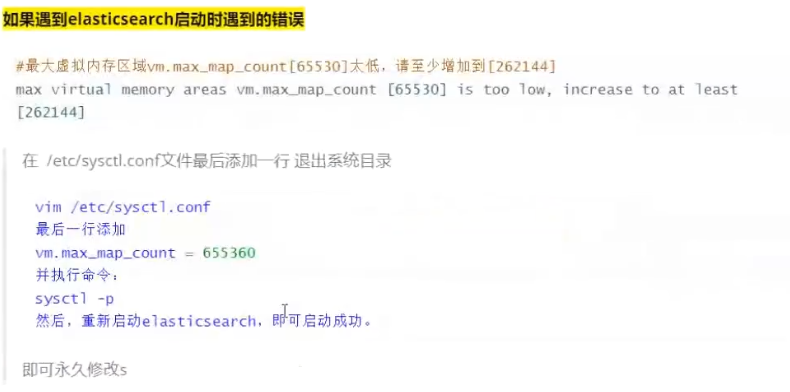 如果遇到elasticsearch启动时遇到的错误
#最大虚拟内存区域vm.max_map_count[65530]太低，请至少增加到[262144]
max virtual memory areas vm.max_map_count [65530] is too low, increase to at least
[262144]
在 /etc/sysctl.conf文件最后添加一行 退出系统目录
vim /etc/sysctl.conf
最后一行添加
vm.max_map_count = 655360
并执行命令：
sysctl -p
然后，重新启动elasticsearch，即可启动成功。
即可永久修改s